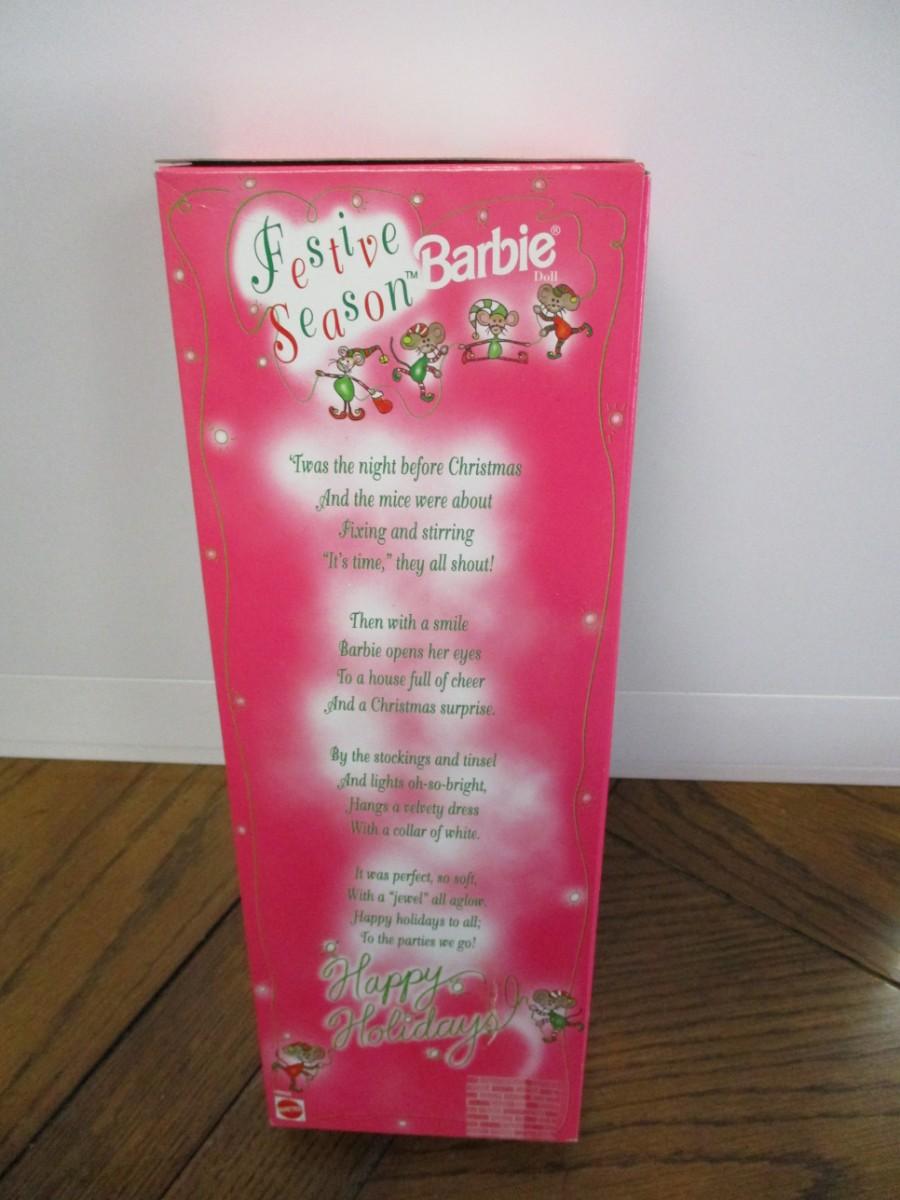 Festive
Season™
Barbie®
Doll
'Twas the night before Christmas
And the mice were about
Fixing and stirring
“It's time,” they all shout!
Then with a smile
Barbie opens her eyes
To a house full of cheer
And a Christmas surprise.
By the stockings and tinsel
And lights oh-so-bright,
Hangs a velvety dress
With a collar of white.
It was perfect, so soft,
With a “jewel” all aglow.
Happy holidays to all;
To the parties we go!
Happy
Holidays